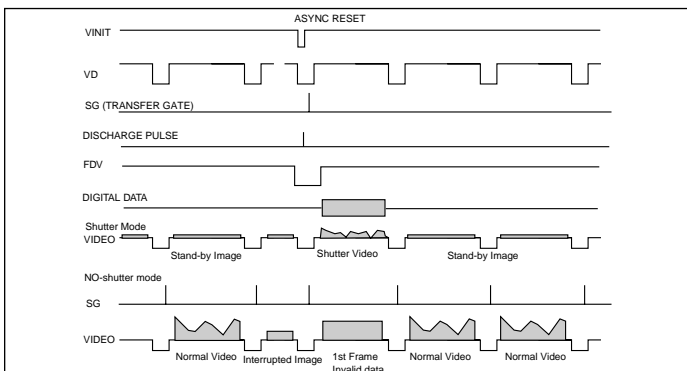 ASYNC RESET
VINIT
VD
SG (TRANSFER GATE)
DISCHARGE PULSE
FDV
DIGITAL DATA
Shutter Mode
VIDEO
Stand-by Image
Shutter Video
Stand-by Image
NO-shutter mode
SG
VIDEO
Normal Video
Interrupted Image
1st Frame
Normal Video
Normal Video
Invalid data